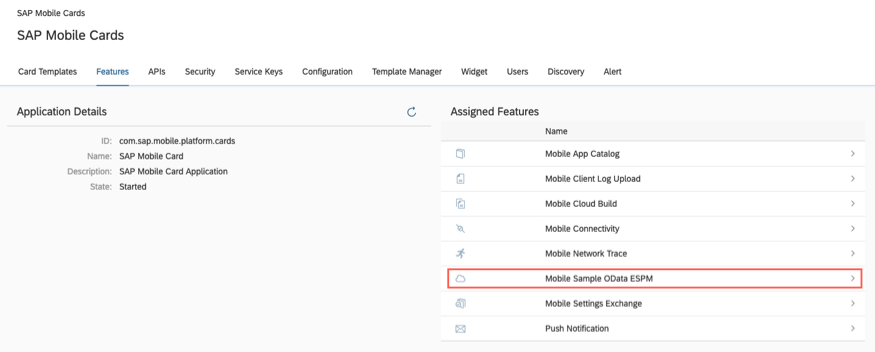 SAP Mobile Cards
SAP Mobile Cards
Card Templates Features APIs Security Service Keys Configuration Template Manager Widget Users Discovery Alert
Application Details
ID: com.sap.mobile.platform.cards
Name: SAP Mobile Card
Description: SAP Mobile Card Application
State: Started
Assigned Features
Name
Mobile App Catalog
Mobile Client Log Upload
Mobile Cloud Build
Mobile Connectivity
Mobile Network Trace
Mobile Sample OData ESPM
Mobile Settings Exchange
Push Notification